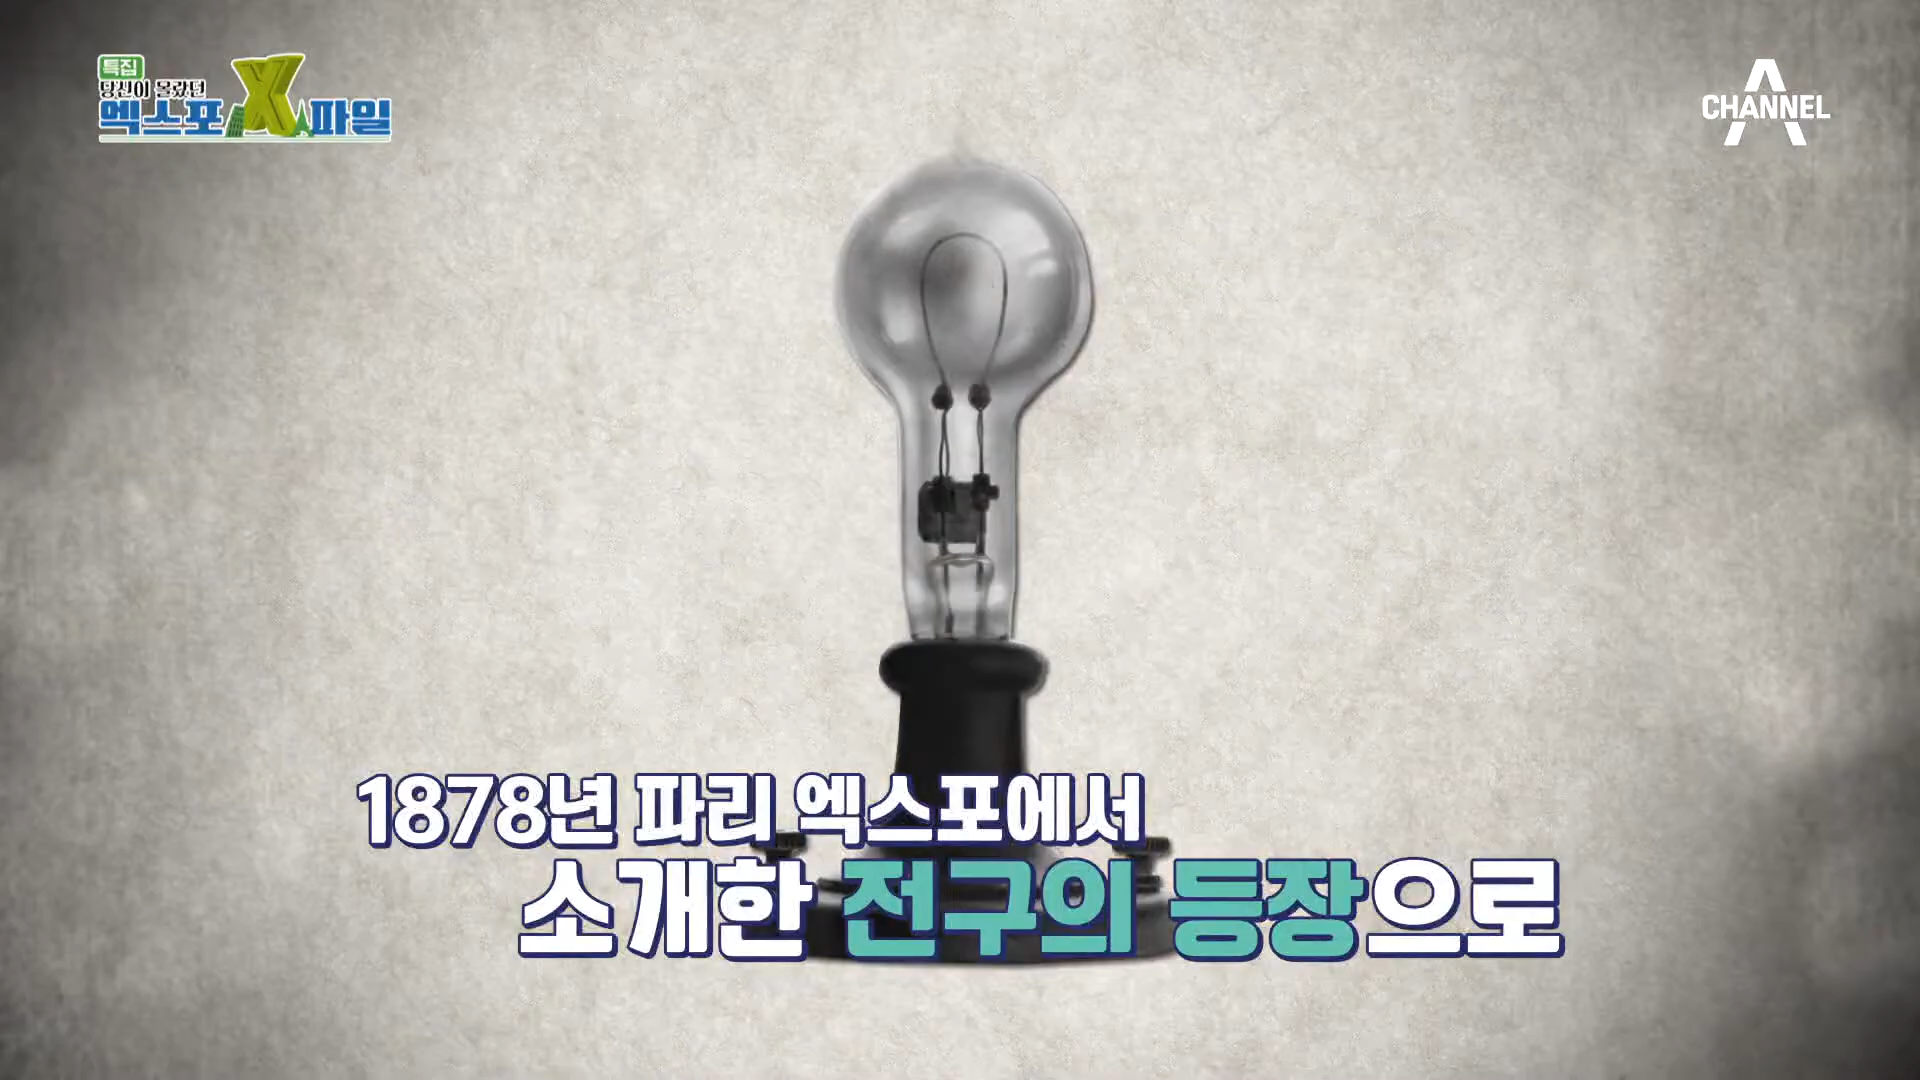 특집
당신이 몰랐던
엑스포 X 파일
CHANNEL A
1878년 파리 엑스포에서
소개한 전구의 등장으로